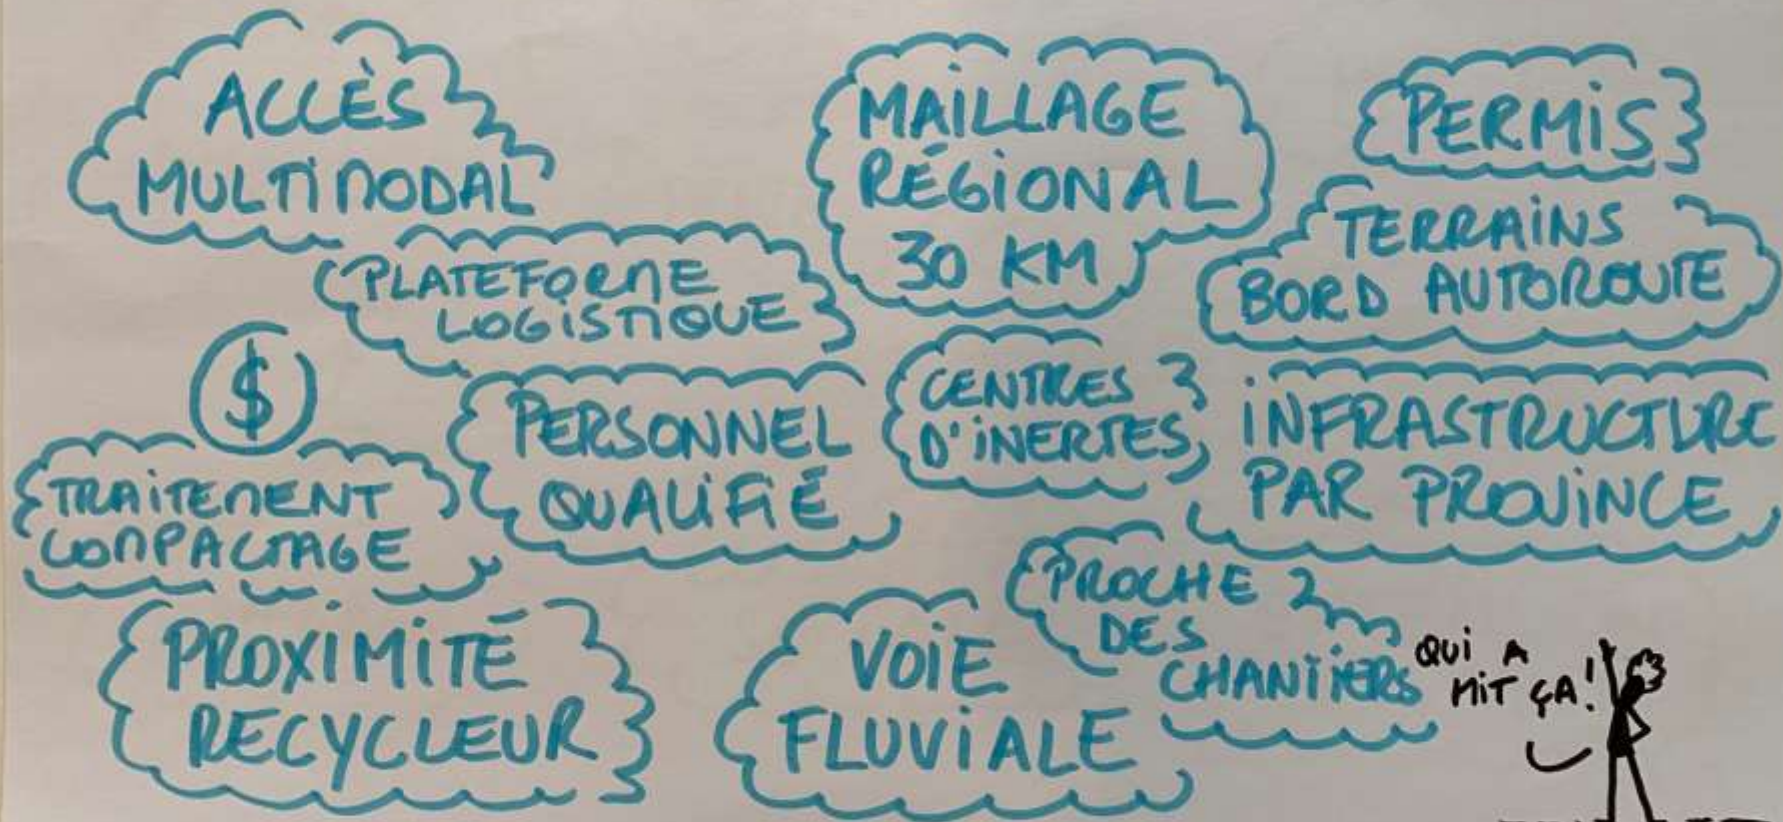 ACCÈS
MULTIMODAL
MAILLAGE
RÉGIONAL
30 KM
PERMIS
TERRAINS
BORD AUTOROUTE
PLATEFORME
LOGISTIQUE
$
PERSONNEL
QUALIFIÉ
CENTRES
D'INERTES
INFRASTRUCTURE
PAR PROVINCE
TRAITEMENT
COMPACTAGE
PROXIMITÉ
RECYCLEUR
VOIE
FLUVIALE
PROCHE
DES
CHANTIERS
QUI A
MIT ÇA!